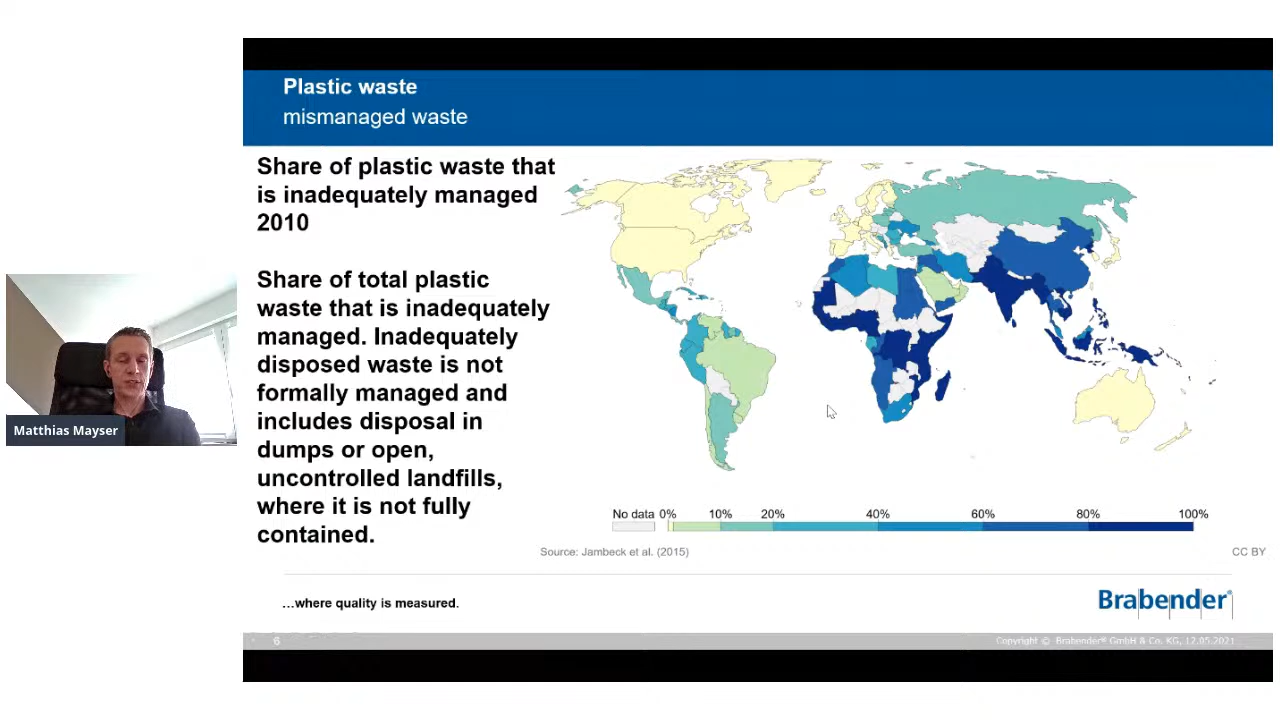 Plastic waste
mismanaged waste
Share of plastic waste that
is inadequately managed
2010
Share of total plastic
waste that is inadequately
managed. Inadequately
disposed waste is not
formally managed and
includes disposal in
dumps or open,
uncontrolled landfills,
where it is not fully
contained.
Matthias Mayser
No data 0% 10% 20% 40% 60% 80% 100%
Source: Jambeck et al. (2015)
CC BY
...where quality is measured.
Brabender®
6
Copyright © Brabender® GmbH & Co. KG, 12.05.2021